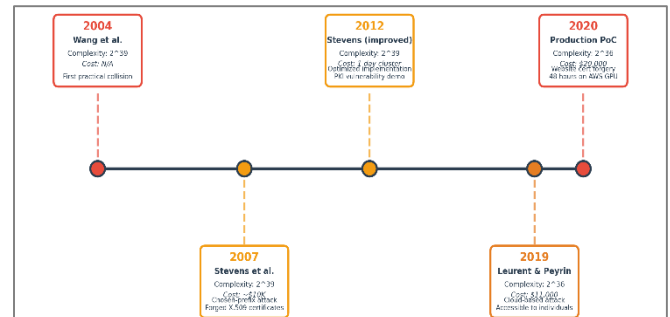 2004
Wang et al.
Complexity: 2^39
Cost: N/A
First practical collision
2012
Stevens (improved)
Complexity: 2^39
Cost: 1 day cluster
Optimized implementation
PKI vulnerability demo
2020
Production PoC
Complexity: 2^36
Cost: $20,000
Website cert forgery
48 hours on AWS GPU
2007
Stevens et al.
Complexity: 2^39
Cost: ~$10K
Chosen-prefix attack
Forged X.509 certificates
2019
Laurent & Peyrin
Complexity: 2^36
Cost: $11,000
Cloud-based attack
Accessible to individuals